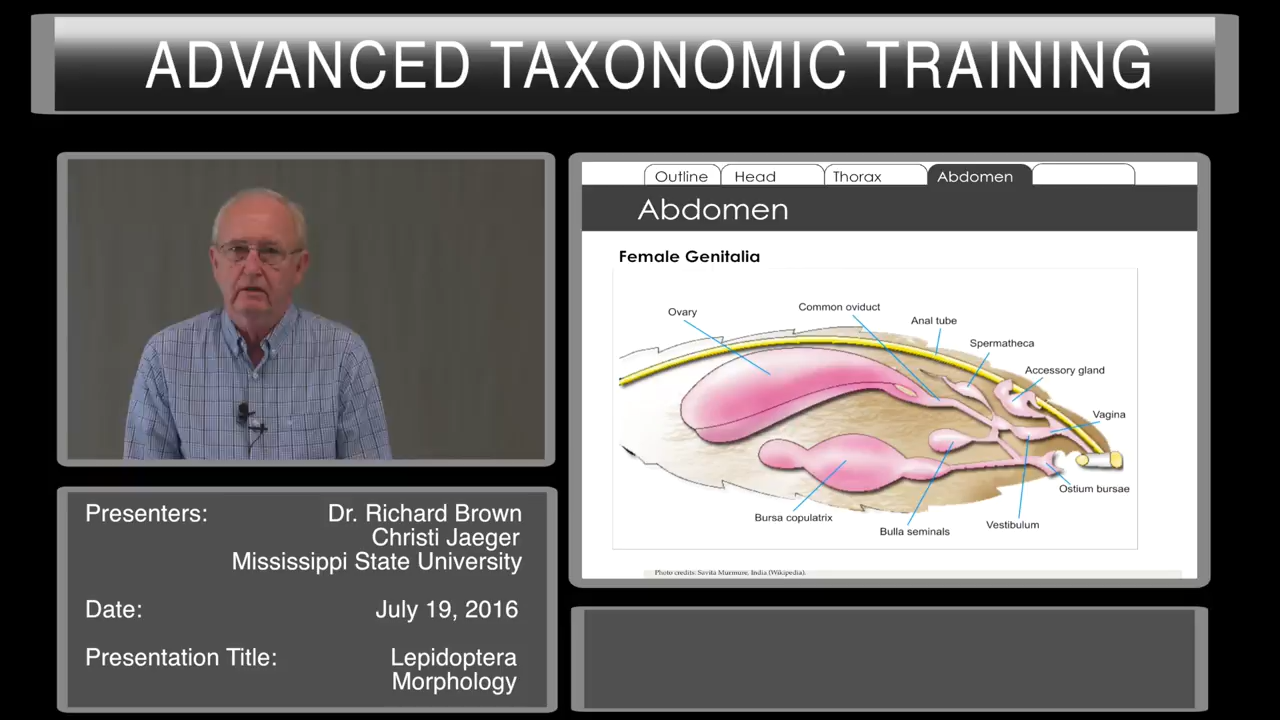 ADVANCED TAXONOMIC TRAINING
Outline
Head
Thorax
Abdomen
Abdomen
Female Genitalia
Ovary
Common oviduct
Anal tube
Spermatheca
Accessory gland
Vagina
Ostium bursae
Vestibulum
Bulla seminals
Bursa copulatrix
Photo credits: Savita Murmure, India (Wikipedia).
Presenters: Dr. Richard Brown
Christi Jaeger
Mississippi State University
Date: July 19, 2016
Presentation Title: Lepidoptera
Morphology